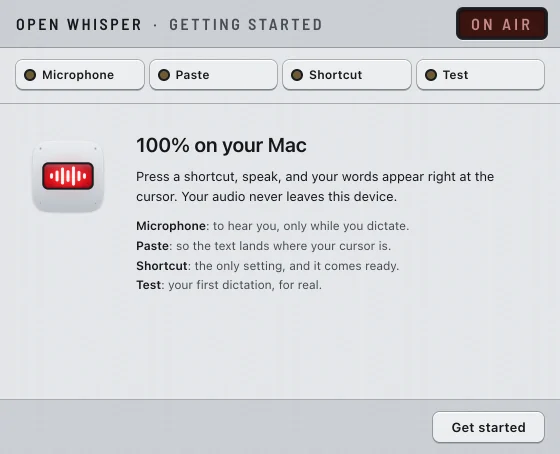 OPEN WHISPER · GETTING STARTED
ON AIR
Microphone
Paste
Shortcut
Test
100% on your Mac
Press a shortcut, speak, and your words appear right at the
cursor. Your audio never leaves this device.
Microphone: to hear you, only while you dictate.
Paste: so the text lands where your cursor is.
Shortcut: the only setting, and it comes ready.
Test: your first dictation, for real.
Get started